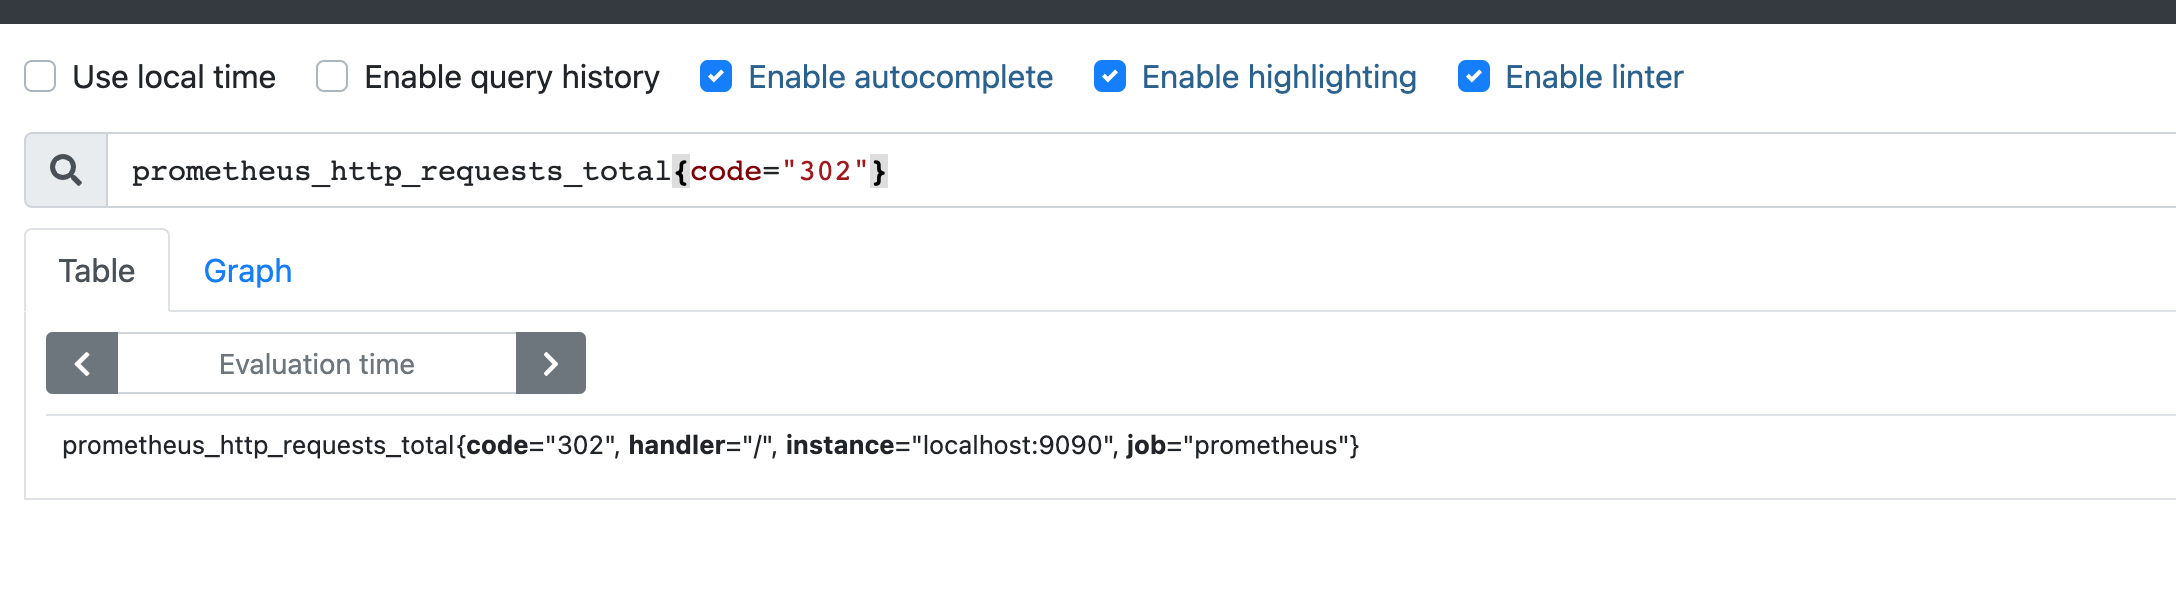 Use local time Enable query history Enable autocomplete Enable highlighting Enable linter
prometheus_http_requests_total{code="302"}
Table Graph
Evaluation time
prometheus_http_requests_total{code="302", handler="/", instance="localhost:9090", job="prometheus"}